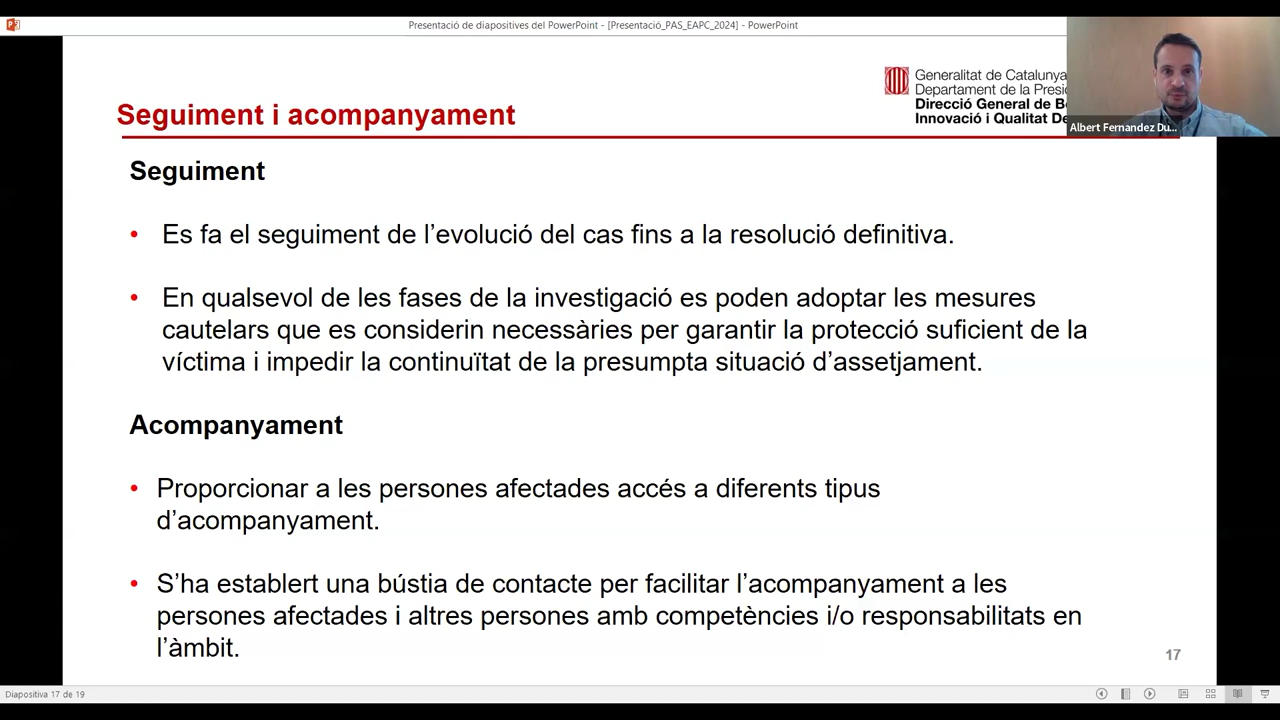 Presentació de diapositives del PowerPoint - [Presentació_PAS_EAPC_2024] - PowerPoint
Generalitat de Catalunya
Departament de la
Direcció General de
Innovació i Qualitat
Albert Fernandez Du...
Seguiment i acompanyament
Seguiment
• Es fa el seguiment de l’evolució del cas fins a la resolució definitiva.
• En qualsevol de les fases de la investigació es poden adoptar les mesures
cautelars que es considerin necessàries per garantir la protecció suficient de la
víctima i impedir la continuïtat de la presumpta situació d’assetjament.
Acompanyament
• Proporcionar a les persones afectades accés a diferents tipus
d’acompanyament.
• S’ha establert una bústia de contacte per facilitar l’acompanyament a les
persones afectades i altres persones amb competències i/o responsabilitats en
l’àmbit.
17
Diapositiva 17 de 19